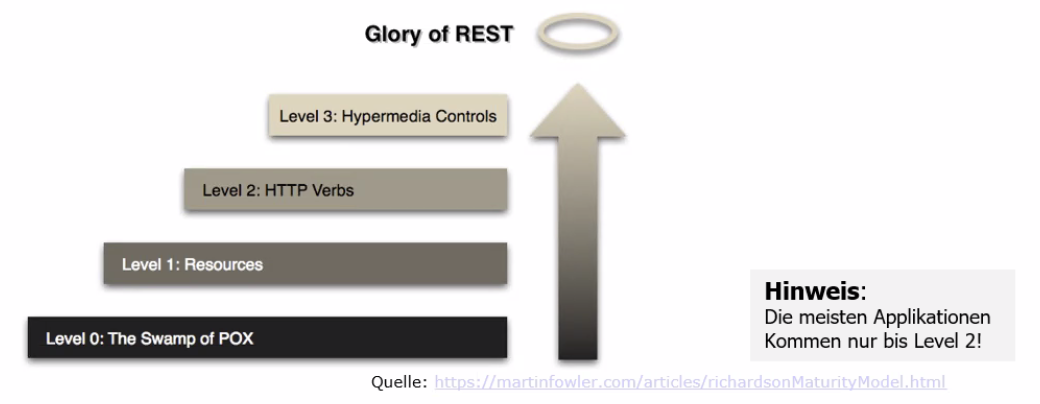 Glory of REST
Level 3: Hypermedia Controls
Level 2: HTTP Verbs
Level 1: Resources
Level 0: The Swamp of POX
Hinweis:
Die meisten Applikationen
Kommen nur bis Level 2!
Quelle: https://martinfowler.com/articles/richardsonMaturityModel.html